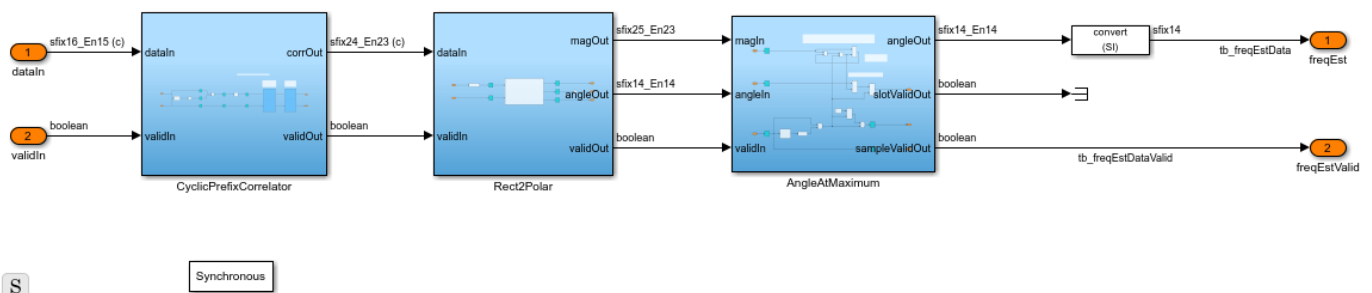 sfix16_En15 (c)
1
dataIn
boolean
2
validIn
dataIn
corrOut
validIn
validOut
CyclicPrefixCorrelator
sfix24_En23 (c)
boolean
dataIn
magOut
angleOut
validIn
validOut
Rect2Polar
sfix25_En23
sfix14_En14
boolean
magIn
angleOut
angleIn
slotValidOut
validIn
sampleValidOut
AngleAtMaximum
sfix14_En14
boolean
boolean
convert
(SI)
sfix14
tb_freqEstData
1
freqEst
tb_freqEstDataValid
2
freqEstValid
Synchronous
S